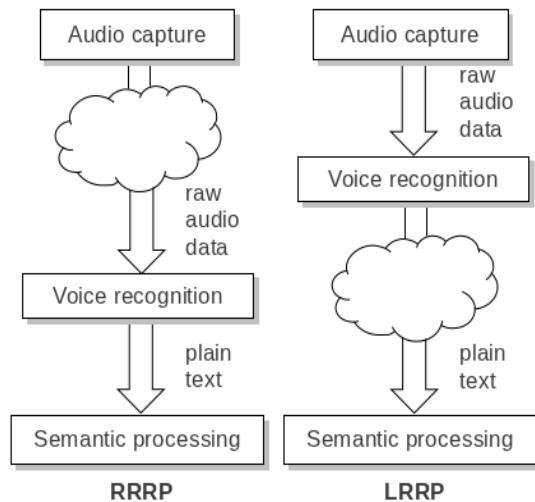 Audio capture
raw
audio
data
Voice recognition
plain
text
Semantic processing
RRRP
Audio capture
raw
audio
data
Voice recognition
plain
text
Semantic processing
LRRP